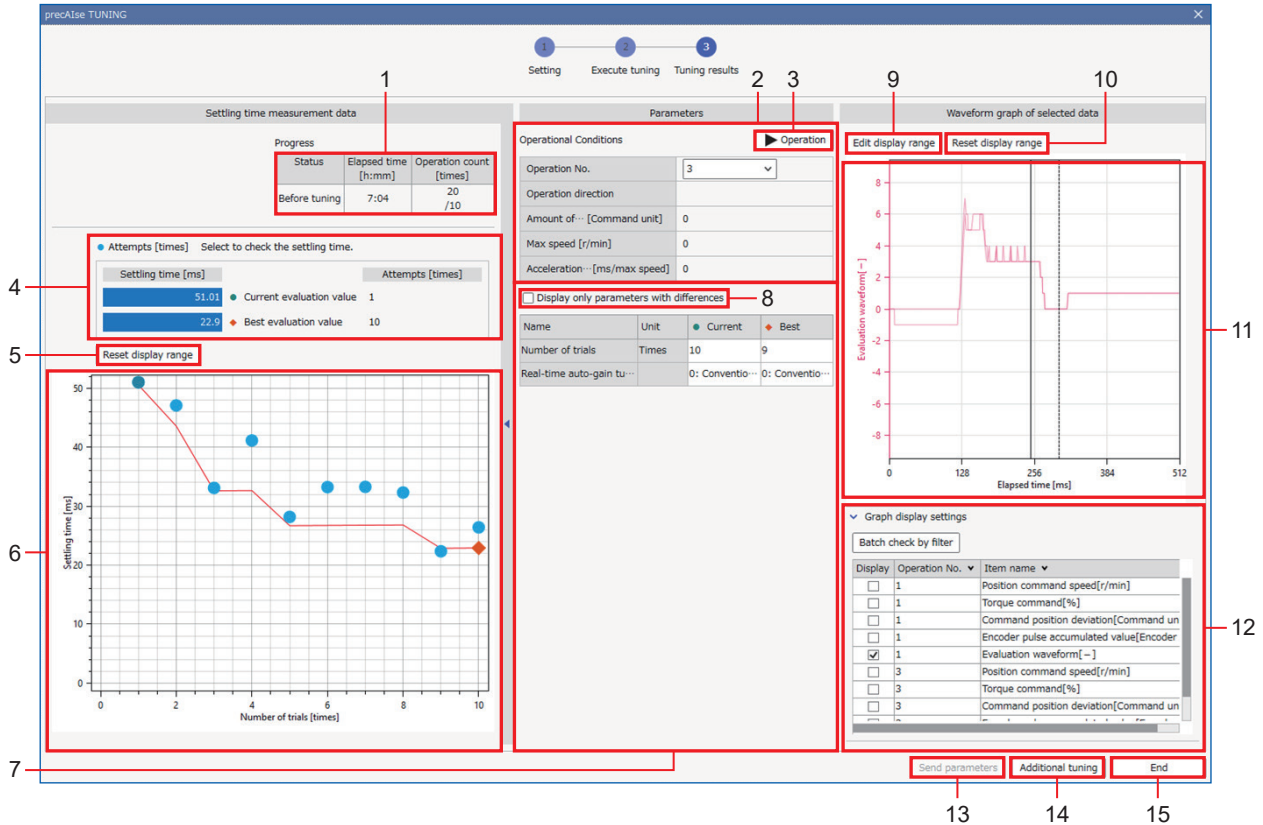 precAIse TUNING
1 2 3
Setting Execute tuning Tuning results
1 2 3 9 10
Settling time measurement data Parameters Waveform graph of selected data
Progress
Status Elapsed time [h:mm] Operation count [times]
Before tuning 7:04 20 /10
4
Attempts [times] Select to check the settling time.
Settling time [ms] Attempts [times]
51.01 Current evaluation value 1
22.9 Best evaluation value 10
5
Reset display range
6
50
40
30
20
10
0
Settling time [ms]
0 2 4 6 8 10
Number of trials [times]
7
Operational Conditions Operation
Operation No. 3
Operation direction
Amount of··· [Command unit] 0
Max speed [r/min] 0
Acceleration···[ms/max speed] 0
Display only parameters with differences 8
Name Unit Current Best
Number of trials Times 10 9
Real-time auto-gain tu··· 0: Conventio··· 0: Conventio···
Edit display range Reset display range
8
6
4
2
0
-2
-4
-6
-8
Evaluation waveform[−]
0 128 256 384 512
Elapsed time [ms]
11
Graph display settings
Batch check by filter
Display Operation No. Item name
1 Position command speed[r/min]
1 Torque command[%]
1 Command position deviation[Command un
1 Encoder pulse accumulated value[Encoder
1 Evaluation waveform[−]
3 Position command speed[r/min]
3 Torque command[%]
3 Command position deviation[Command un
12
Send parameters Additional tuning End
13 14 15